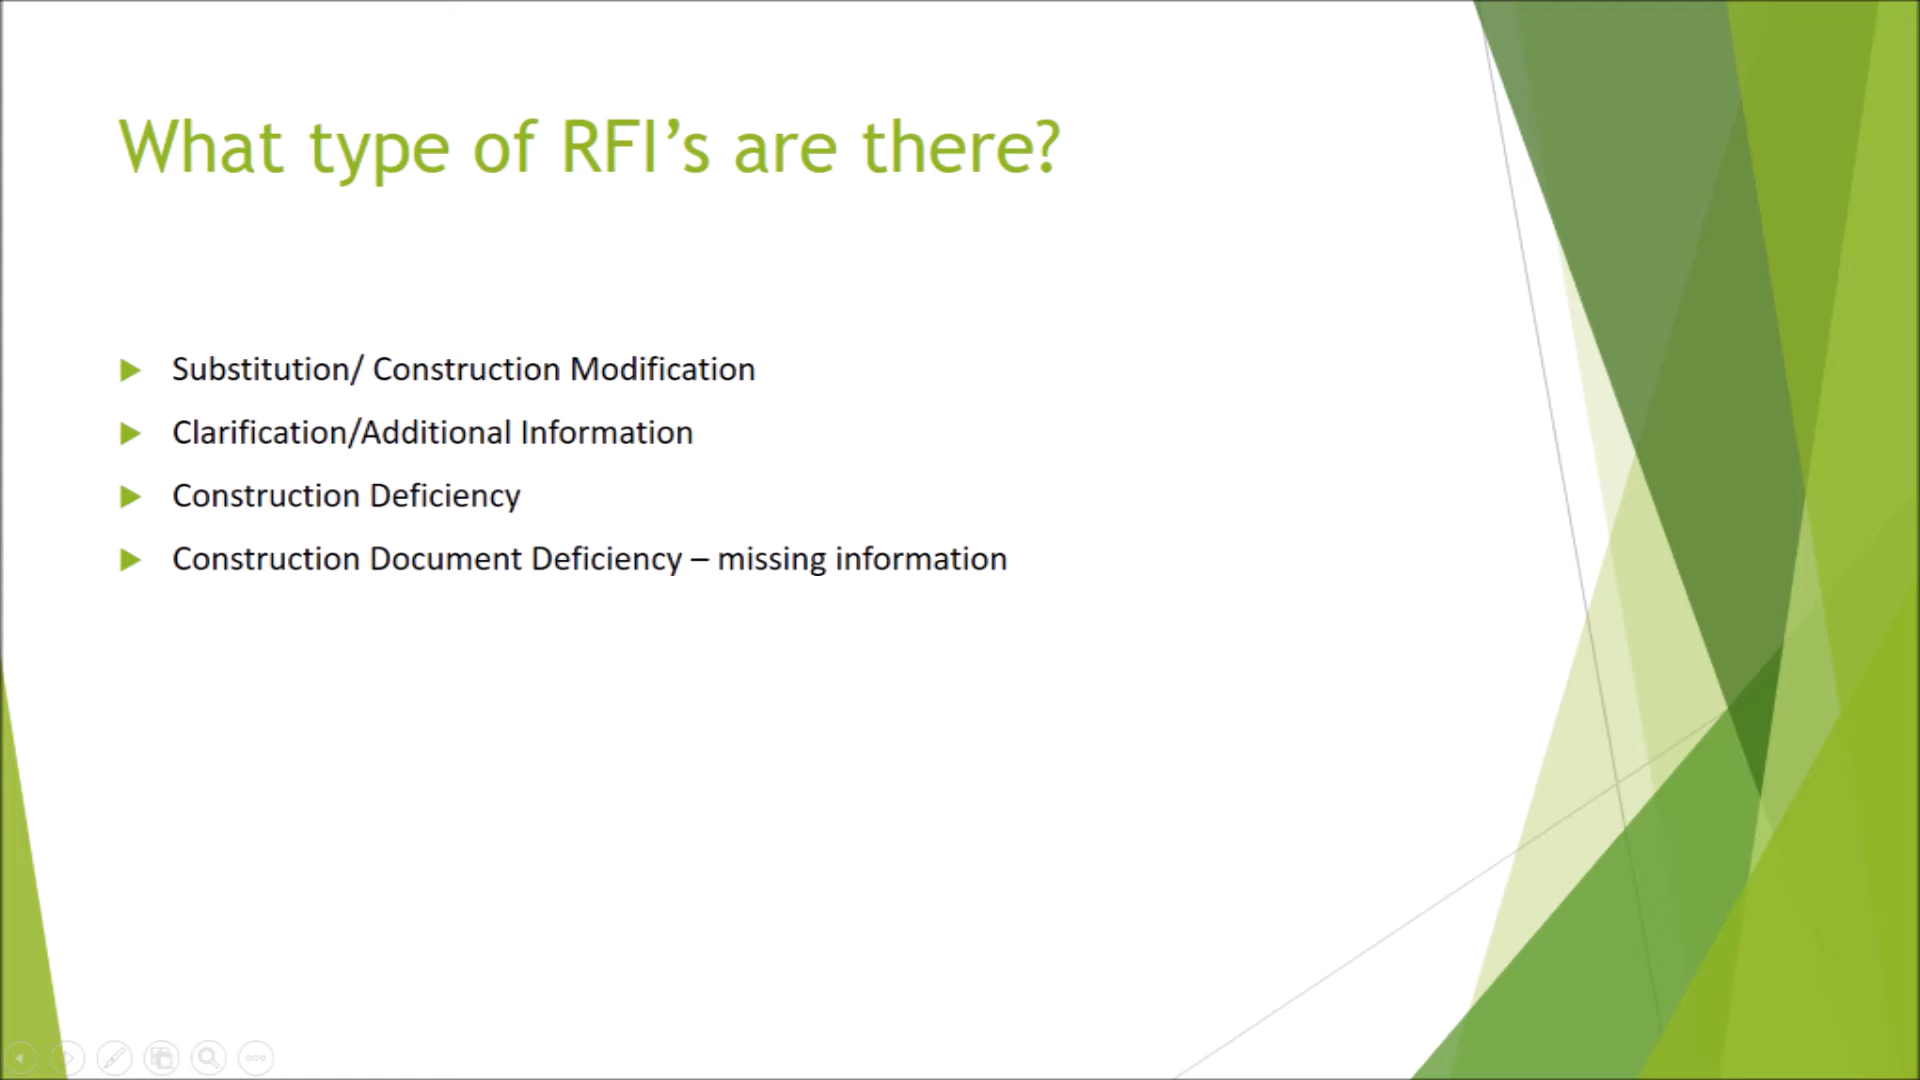 What type of RFI’s are there?
Substitution/ Construction Modification
Clarification/Additional Information
Construction Deficiency
Construction Document Deficiency – missing information